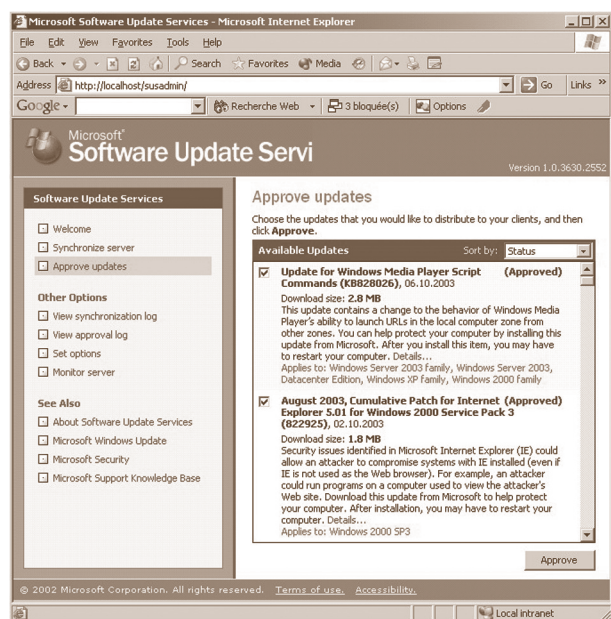 Microsoft Software Update Services - Microsoft Internet Explorer
File Edit View Favorites Tools Help
Back Search Favorites Media
Address http://localhost/susadmin/ Go Links »
Google Recherche Web 3 bloquée(s) Options
Microsoft®
Software Update Servi
Version 1.0.3630.2552
Software Update Services
Welcome
Synchronize server
Approve updates
Other Options
View synchronization log
View approval log
Set options
Monitor server
See Also
About Software Update Services
Microsoft Windows Update
Microsoft Security
Microsoft Support Knowledge Base
Approve updates
Choose the updates that you would like to distribute to your clients, and then
click Approve.
Available Updates Sort by: Status
Update for Windows Media Player Script (Approved)
Commands (KB828026), 06.10.2003
Download size: 2.8 MB
This update contains a change to the behavior of Windows Media
Player's ability to launch URLs in the local computer zone from
other zones. You can help protect your computer by installing this
update from Microsoft. After you install this item, you may have
to restart your computer. Details...
Applies to: Windows Server 2003 family, Windows Server 2003,
Datacenter Edition, Windows XP family, Windows 2000 family
August 2003, Cumulative Patch for Internet (Approved)
Explorer 5.01 for Windows 2000 Service Pack 3
(822925), 02.10.2003
Download size: 1.8 MB
Security issues identified in Microsoft Internet Explorer (IE) could
allow an attacker to compromise systems with IE installed (even if
IE is not used as the Web browser). For example, an attacker
could run programs on a computer used to view the attacker's
Web site. Download this update from Microsoft to help protect
your computer. After installation, you may have to restart your
computer. Details...
Applies to: Windows 2000 SP3
Approve
© 2002 Microsoft Corporation. All rights reserved. Terms of use. Accessibility.
Local intranet